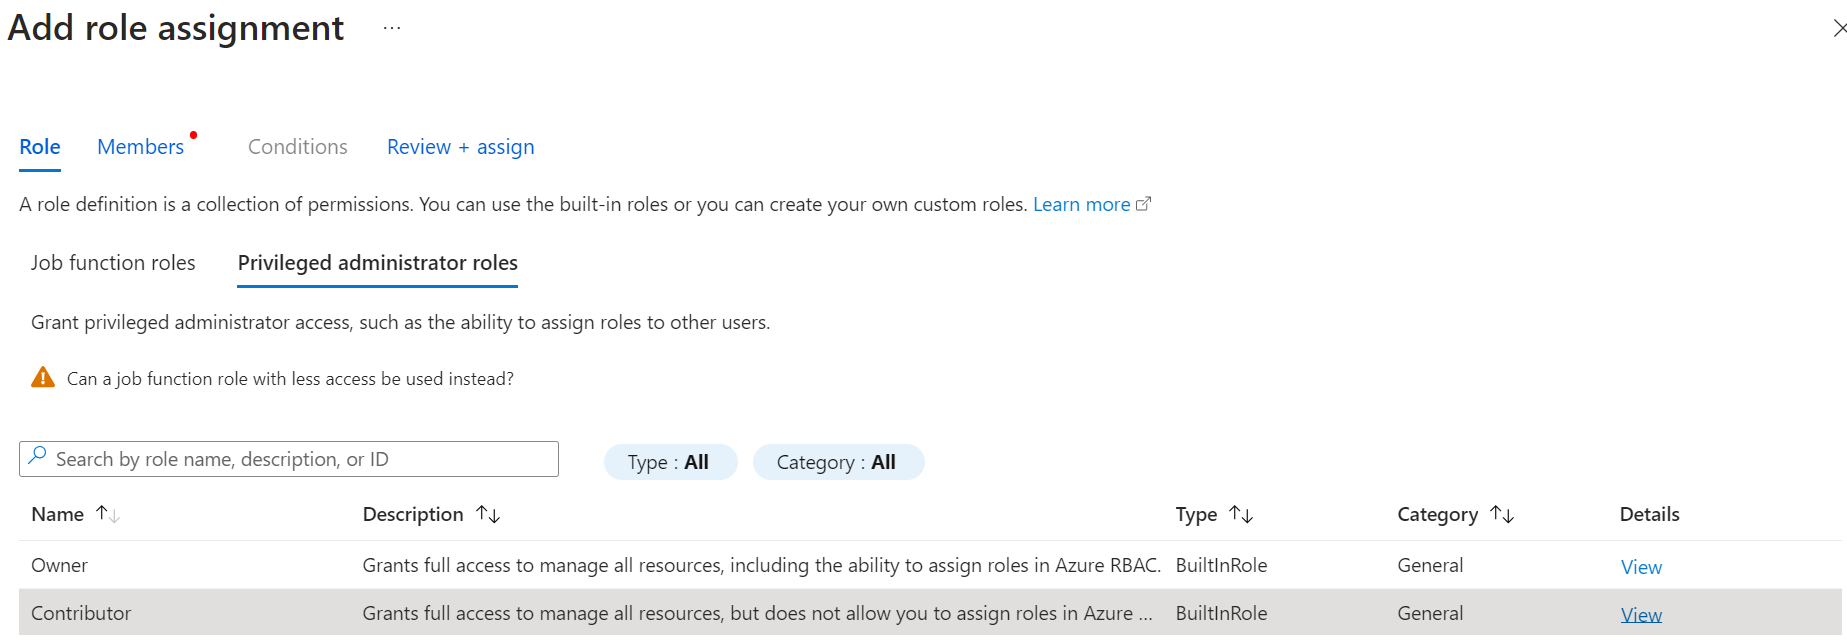 Add role assignment ...
Role Members Conditions Review + assign
A role definition is a collection of permissions. You can use the built-in roles or you can create your own custom roles. Learn more
Job function roles Privileged administrator roles
Grant privileged administrator access, such as the ability to assign roles to other users.
Can a job function role with less access be used instead?
Search by role name, description, or ID Type : All Category : All
Name ↑↓ Description ↑↓ Type ↑↓ Category ↑↓ Details
Owner Grants full access to manage all resources, including the ability to assign roles in Azure RBAC. BuiltInRole General View
Contributor Grants full access to manage all resources, but does not allow you to assign roles in Azure ... BuiltInRole General View